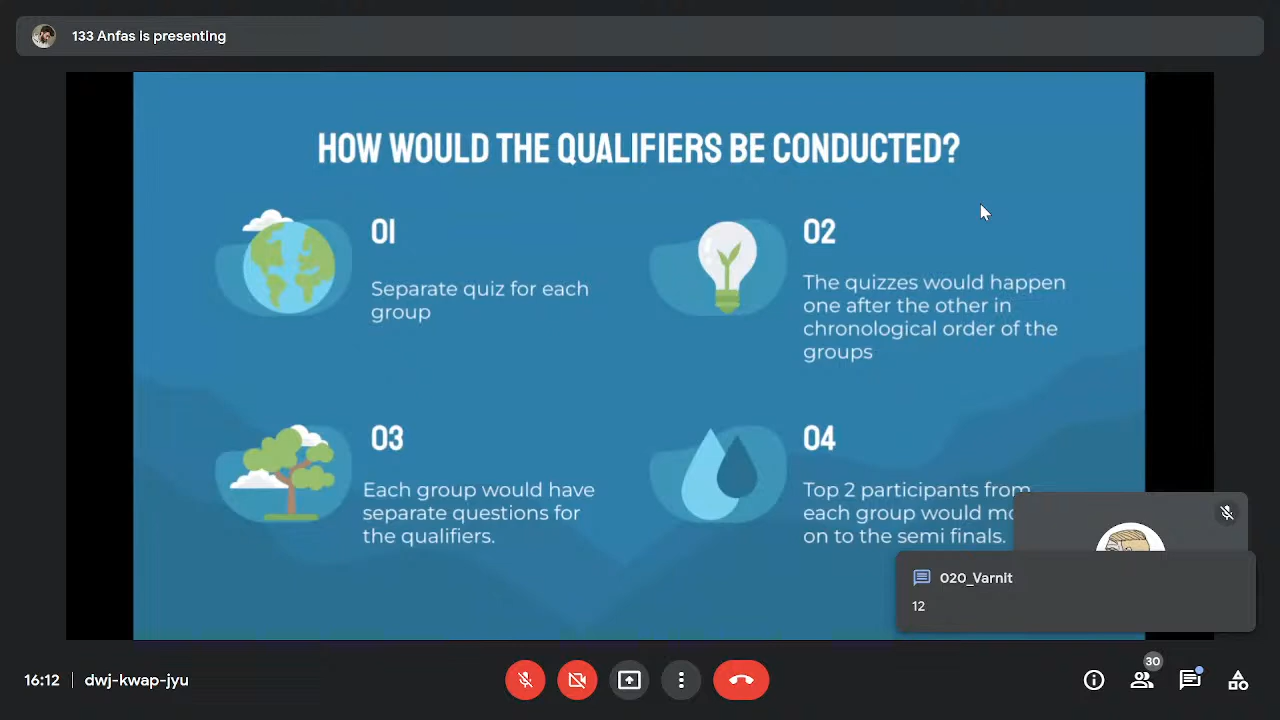 133 Anfas is presenting
HOW WOULD THE QUALIFIERS BE CONDUCTED?
01
Separate quiz for each
group
02
The quizzes would happen
one after the other in
chronological order of the
groups
03
Each group would have
separate questions for
the qualifiers.
04
Top 2 participants from
each group would
on to the semi finals.
020_Varnit
12
16:12
dwj-kwap-jyu
30